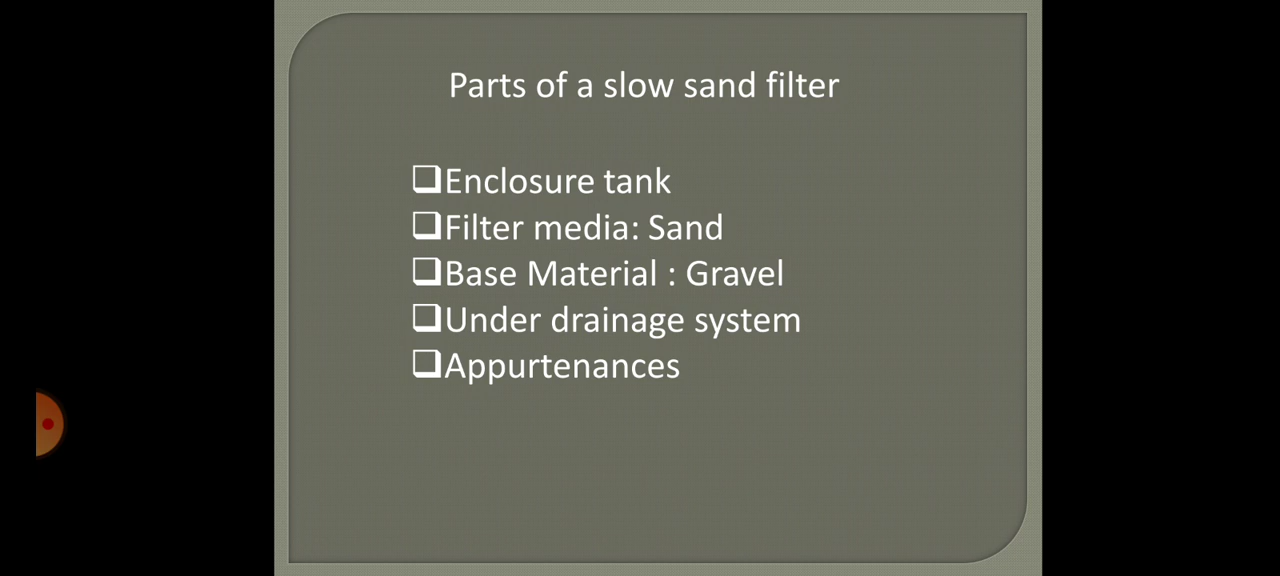 Parts of a slow sand filter
❑Enclosure tank
❑Filter media: Sand
❑Base Material : Gravel
❑Under drainage system
❑Appurtenances